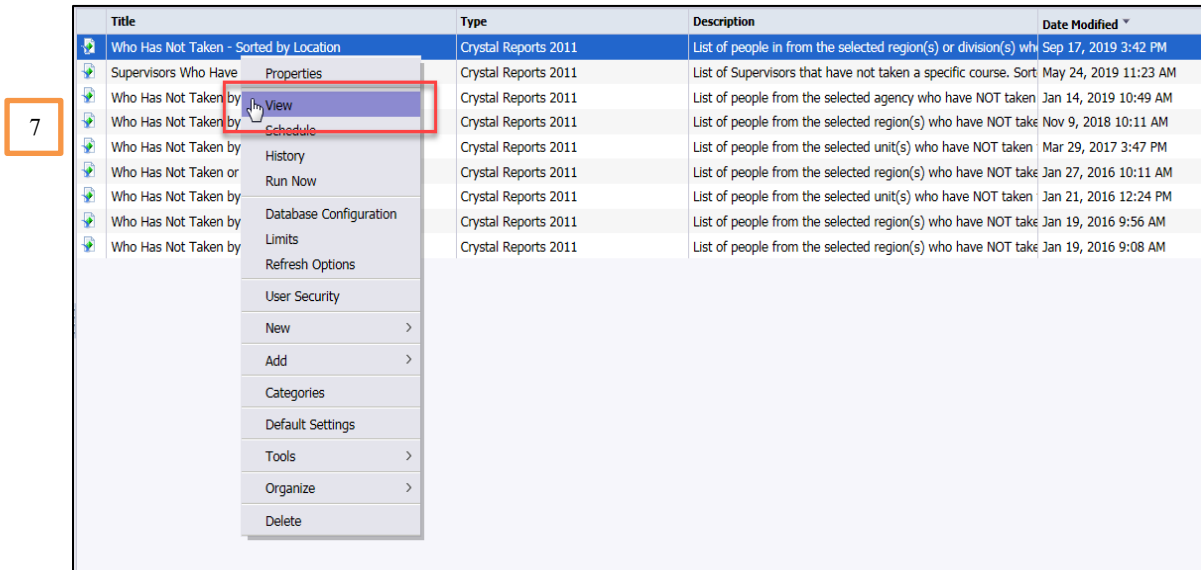 Title Type Description Date Modified
Who Has Not Taken - Sorted by Location Crystal Reports 2011 List of people in from the selected region(s) or division(s) Sep 17, 2019 3:42 PM
Supervisors Who Have Crystal Reports 2011 List of Supervisors that have not taken a specific course. Sort May 24, 2019 11:23 AM
Who Has Not Taken by Crystal Reports 2011 List of people from the selected agency who have NOT taken Jan 14, 2019 10:49 AM
Who Has Not Taken by Crystal Reports 2011 List of people from the selected region(s) who have NOT take Nov 9, 2018 10:11 AM
Who Has Not Taken by Crystal Reports 2011 List of people from the selected unit(s) who have NOT taken Mar 29, 2017 3:47 PM
Who Has Not Taken or Crystal Reports 2011 List of people from the selected region(s) who have NOT take Jan 27, 2016 10:11 AM
Who Has Not Taken by Crystal Reports 2011 List of people from the selected unit(s) who have NOT taken Jan 21, 2016 12:24 PM
Who Has Not Taken by Crystal Reports 2011 List of people from the selected region(s) who have NOT take Jan 19, 2016 9:56 AM
Who Has Not Taken by Crystal Reports 2011 List of people from the selected region(s) who have NOT take Jan 19, 2016 9:08 AM
7
Properties
View
Schedule
History
Run Now
Database Configuration
Limits
Refresh Options
User Security
New
Add
Categories
Default Settings
Tools
Organize
Delete